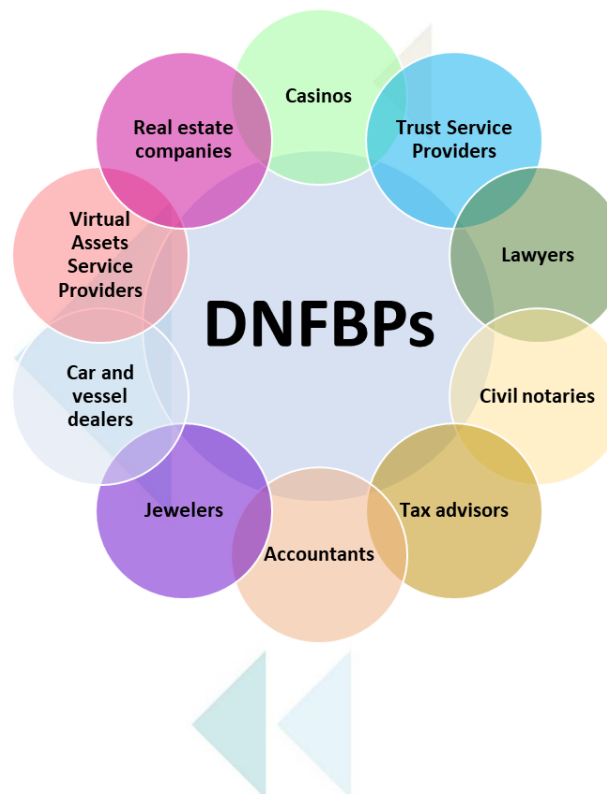 Casinos
Trust Service
Providers
Lawyers
Civil notaries
Tax advisors
Accountants
Jewelers
Car and
vessel
dealers
Virtual
Assets
Service
Providers
Real estate
companies
DNFBPs